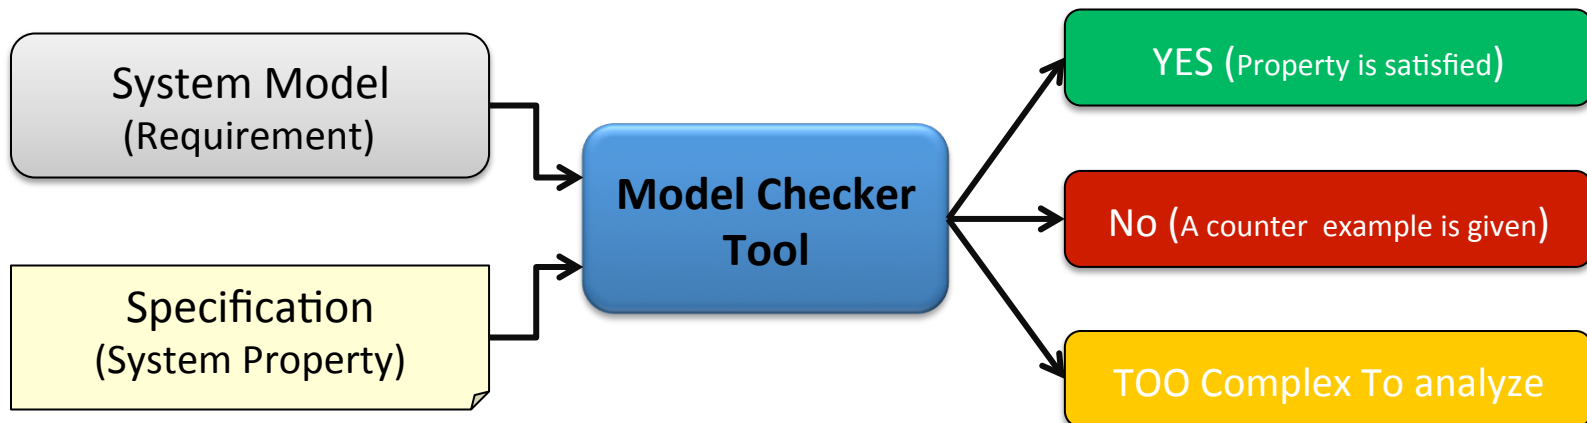 System Model
(Requirement)
Specification
(System Property)
Model Checker
Tool
YES (Property is satisfied)
No (A counter example is given)
TOO Complex To analyze